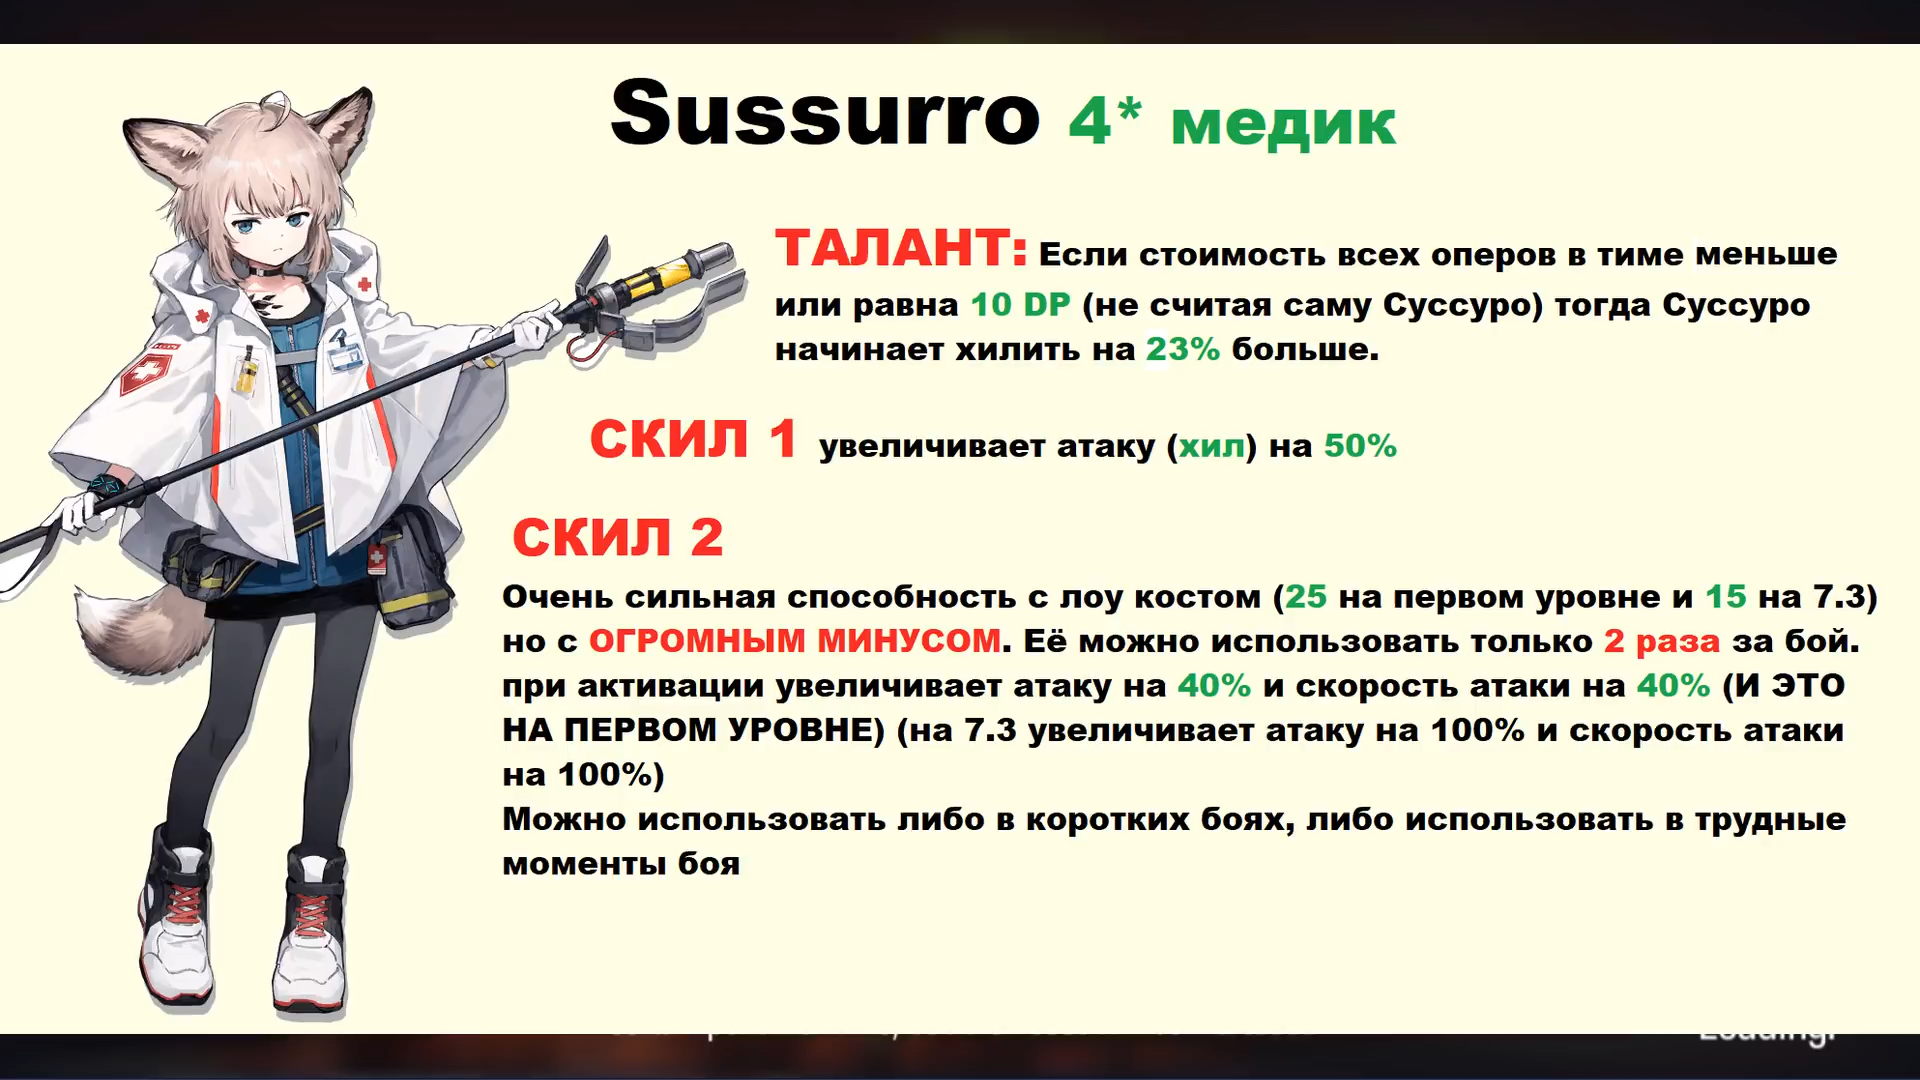 Sussurro 4* медик
ТАЛАНТ: Если стоимость всех оперов в тиме меньше
или равна 10 DP (не считая саму Суссуро) тогда Суссуро
начинает хилить на 23% больше.
СКИЛ 1 увеличивает атаку (хил) на 50%
СКИЛ 2
Очень сильная способность с лоу костом (25 на первом уровне и 15 на 7.3)
но с ОГРОМНЫМ МИНУСОМ. Её можно использовать только 2 раза за бой.
при активации увеличивает атаку на 40% и скорость атаки на 40% (И ЭТО
НА ПЕРВОМ УРОВНЕ) (на 7.3 увеличивает атаку на 100% и скорость атаки
на 100%)
Можно использовать либо в коротких боях, либо использовать в трудные
моменты боя